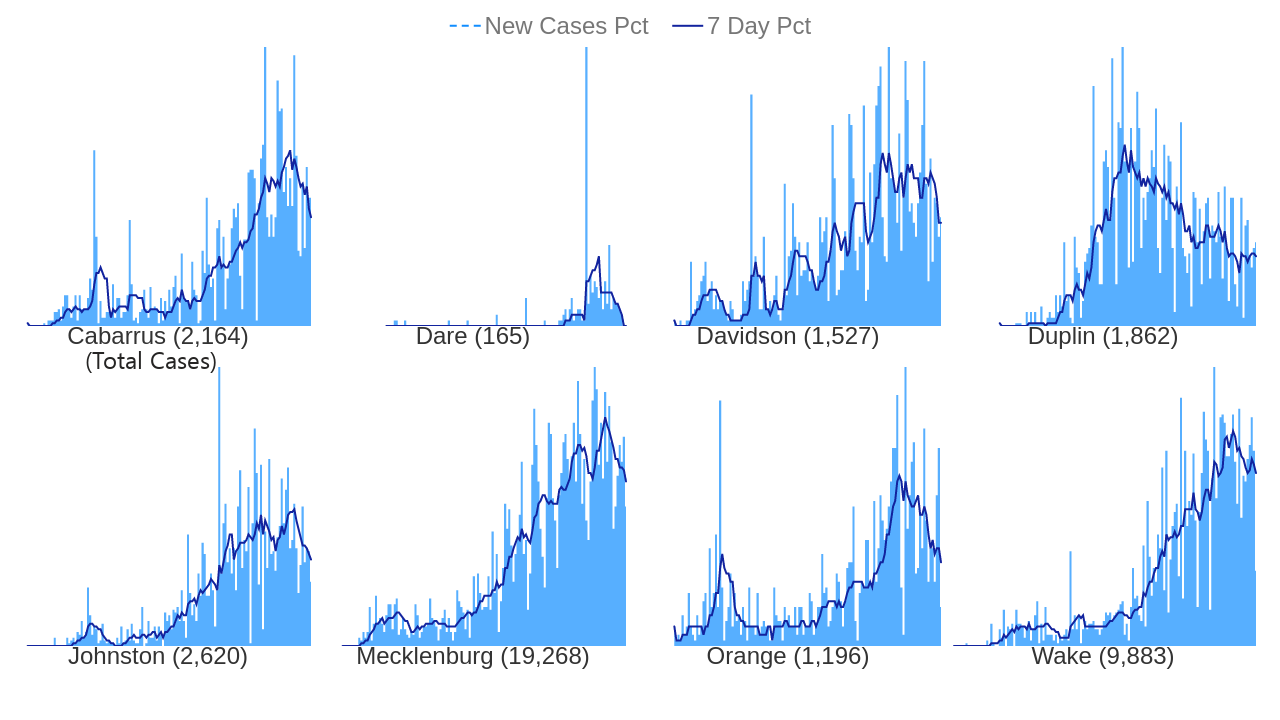 New Cases Pct 7 Day Pct
Cabarrus (2,164) Dare (165) Davidson (1,527) Duplin (1,862)
(Total Cases)
Johnston (2,620) Mecklenburg (19,268) Orange (1,196) Wake (9,883)